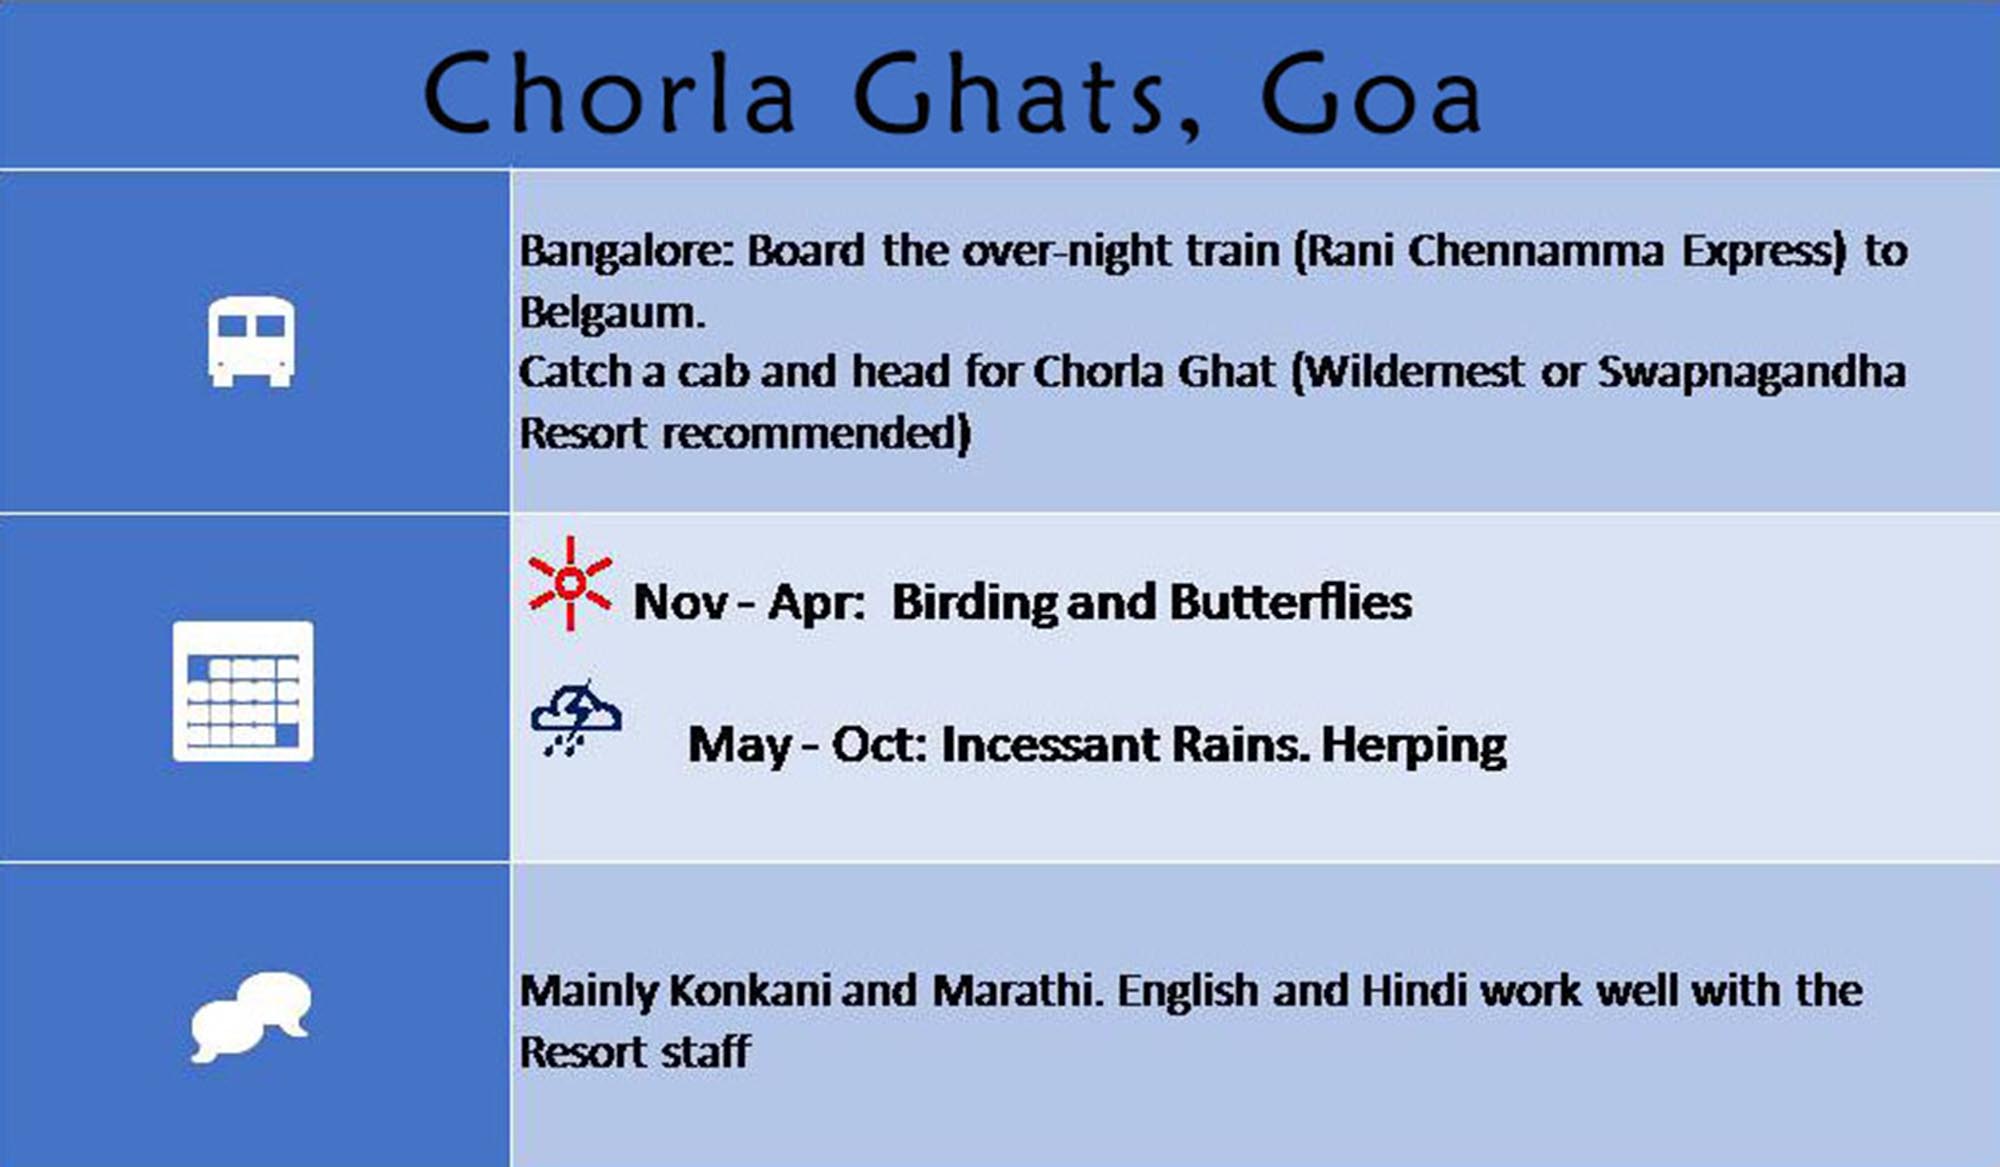 Chorla Ghats, Goa
Bangalore: Board the over-night train (Rani Chennamma Express) to
Belgaum.
Catch a cab and head for Chorla Ghat (Wildernest or Swapnagandha
Resort recommended)
Nov - Apr: Birding and Butterflies
May - Oct: Incessant Rains. Herping
Mainly Konkani and Marathi. English and Hindi work well with the
Resort staff